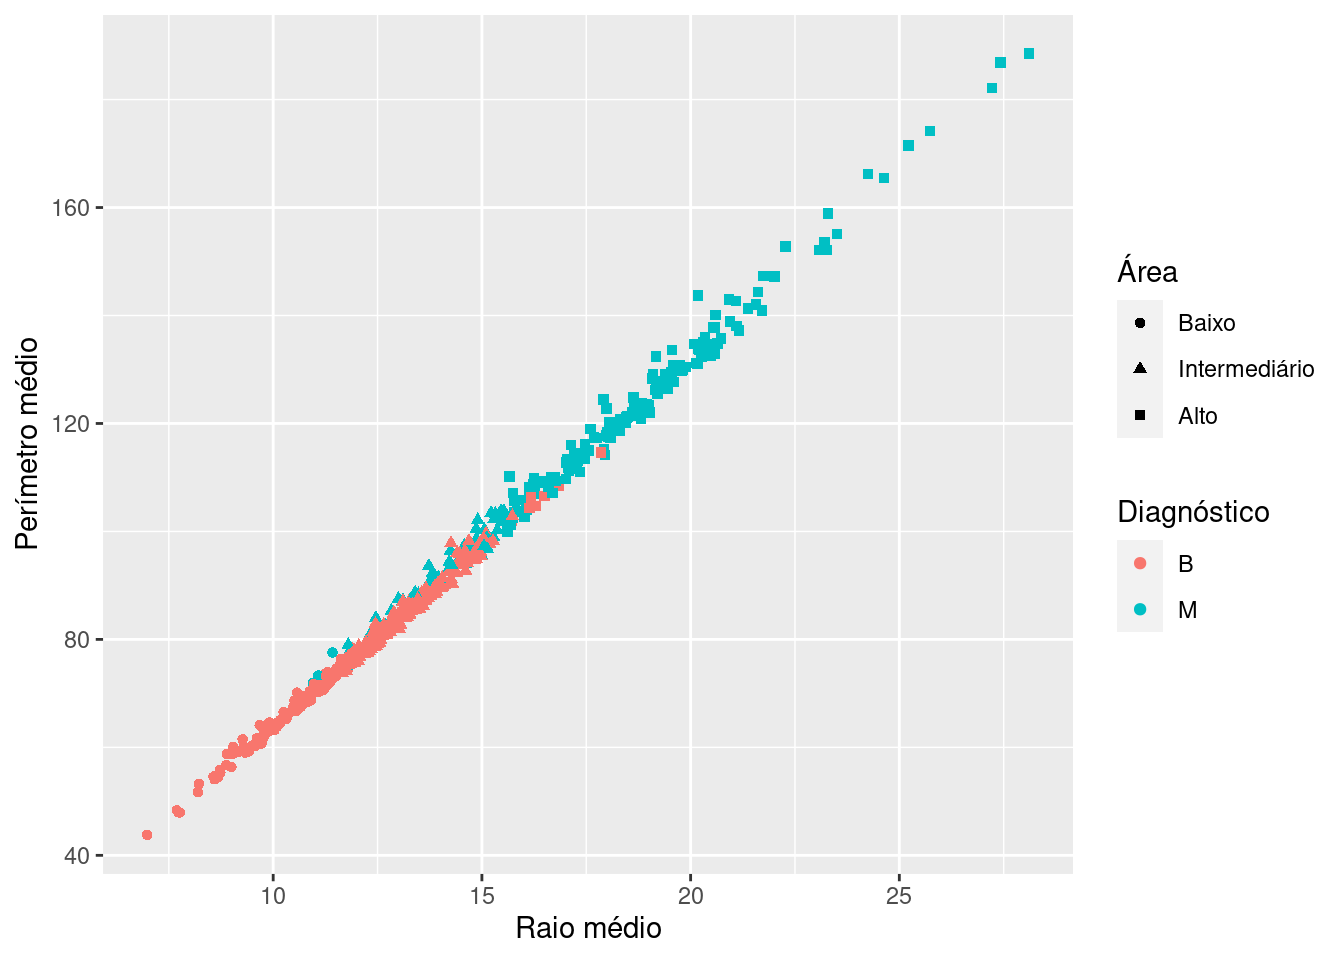 160
120
80
40
10
15
20
25
Raio médio
Perímetro médio
Área
Baixo
Intermediário
Alto
Diagnóstico
B
M